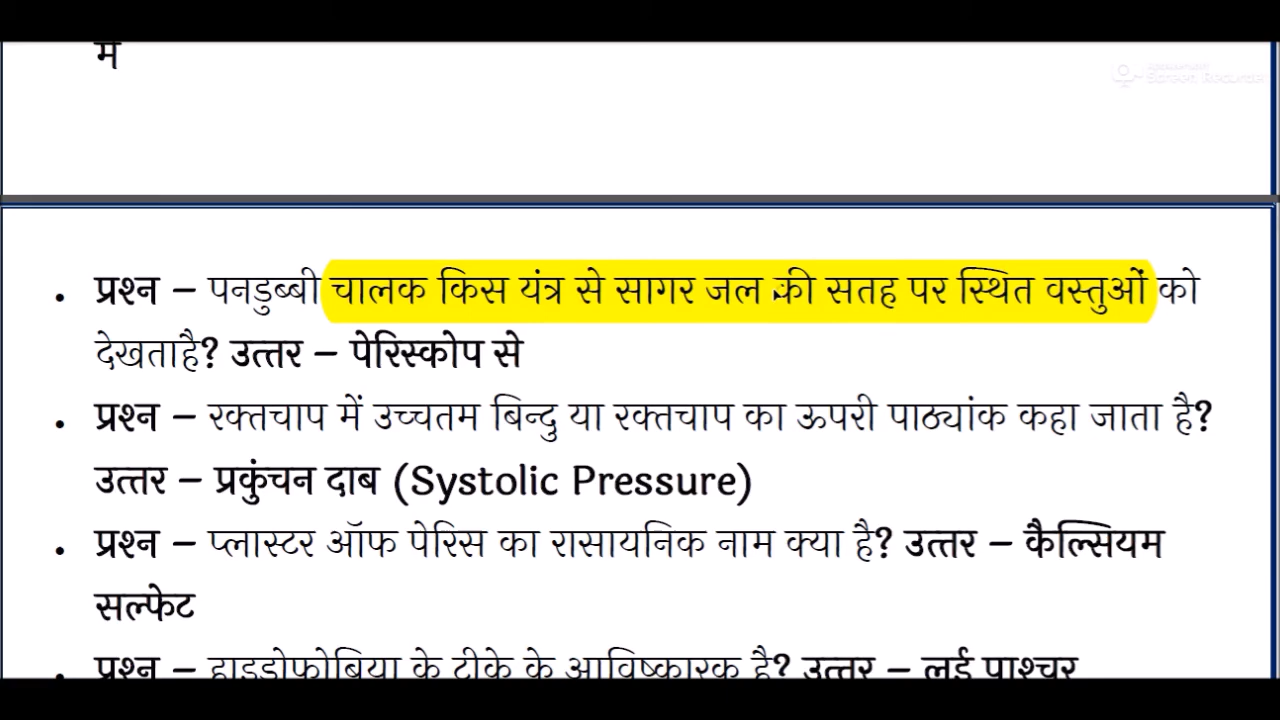 में
Screen Recorder
प्रश्न – पनडुब्बी चालक किस यंत्र से सागर जल की सतह पर स्थित वस्तुओं को
देखताहै? उत्तर – पेरिस्कोप से
प्रश्न – रक्तचाप में उच्चतम बिन्दु या रक्तचाप का ऊपरी पाठ्यांक कहा जाता है?
उत्तर – प्रकुंचन दाब (Systolic Pressure)
प्रश्न – प्लास्टर ऑफ पेरिस का रासायनिक नाम क्या है? उत्तर – कैल्सियम
सल्फेट
प्रश्न – हाइड्रोफोबिया के टीके के आविष्कारक है? उत्तर – लुई पाश्चर